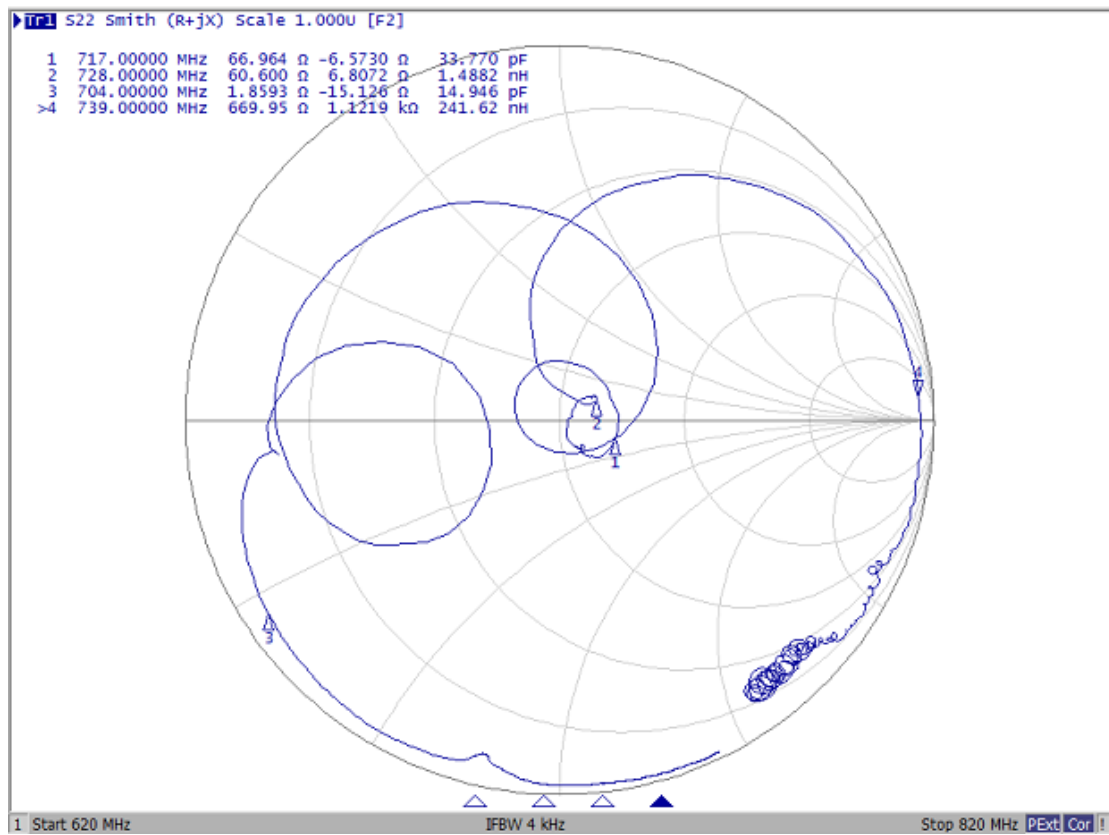 Tr1 S22 Smith (R+jX) Scale 1.000U [F2]
1 717.00000 MHz 66.964 Ω -6.5730 Ω 33.770 pF
2 728.00000 MHz 60.600 Ω 6.8072 Ω 1.4882 nH
3 704.00000 MHz 1.8593 Ω -15.126 Ω 14.946 pF
>4 739.00000 MHz 669.95 Ω 1.1219 kΩ 241.62 nH
4
2
1
3
1 Start 620 MHz IFBW 4 kHz Stop 820 MHz PExt Cor !